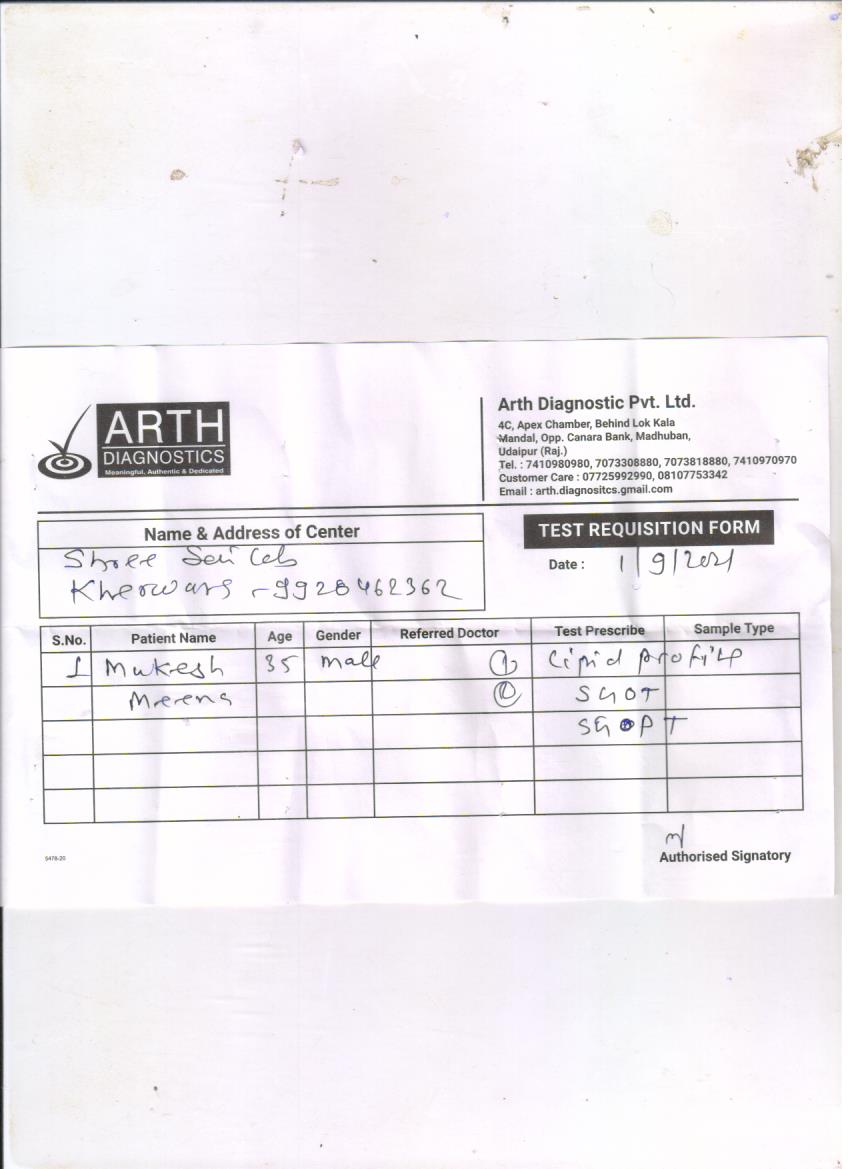 ARTH
DIAGNOSTICS
Meaningful, Authentic & Dedicated
Arth Diagnostic Pvt. Ltd.
4C, Apex Chamber, Behind Lok Kala
Mandal, Opp. Canara Bank, Madhuban,
Udaipur (Raj.)
Tel. : 7410980980, 7073308880, 7073818880, 7410970970
Customer Care : 07725992990, 08107753342
Email : arth.diagnositcs.gmail.com
Name & Address of Center
Shree Sai Lab
Kherwara - 9928462362
TEST REQUISITION FORM
Date : 1/9/2021
S.No. Patient Name Age Gender Referred Doctor Test Prescribe Sample Type
1 Mukesh 35 male ① Lipid profile
Meena ② SGOT
SGPT
5478-20
Authorised Signatory